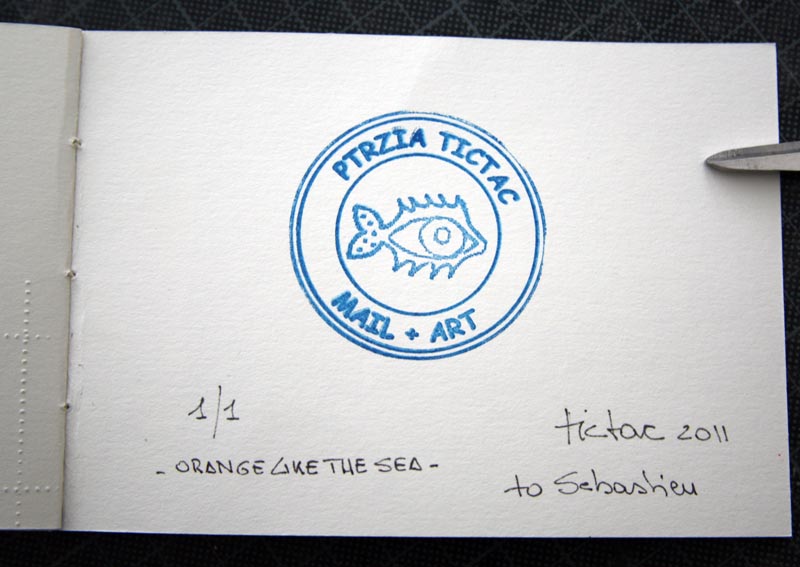 PTRZIA TICTAC
MAIL + ART
1/1
- ORANGE LIKE THE SEA -
tictac 2011
to Sebastien